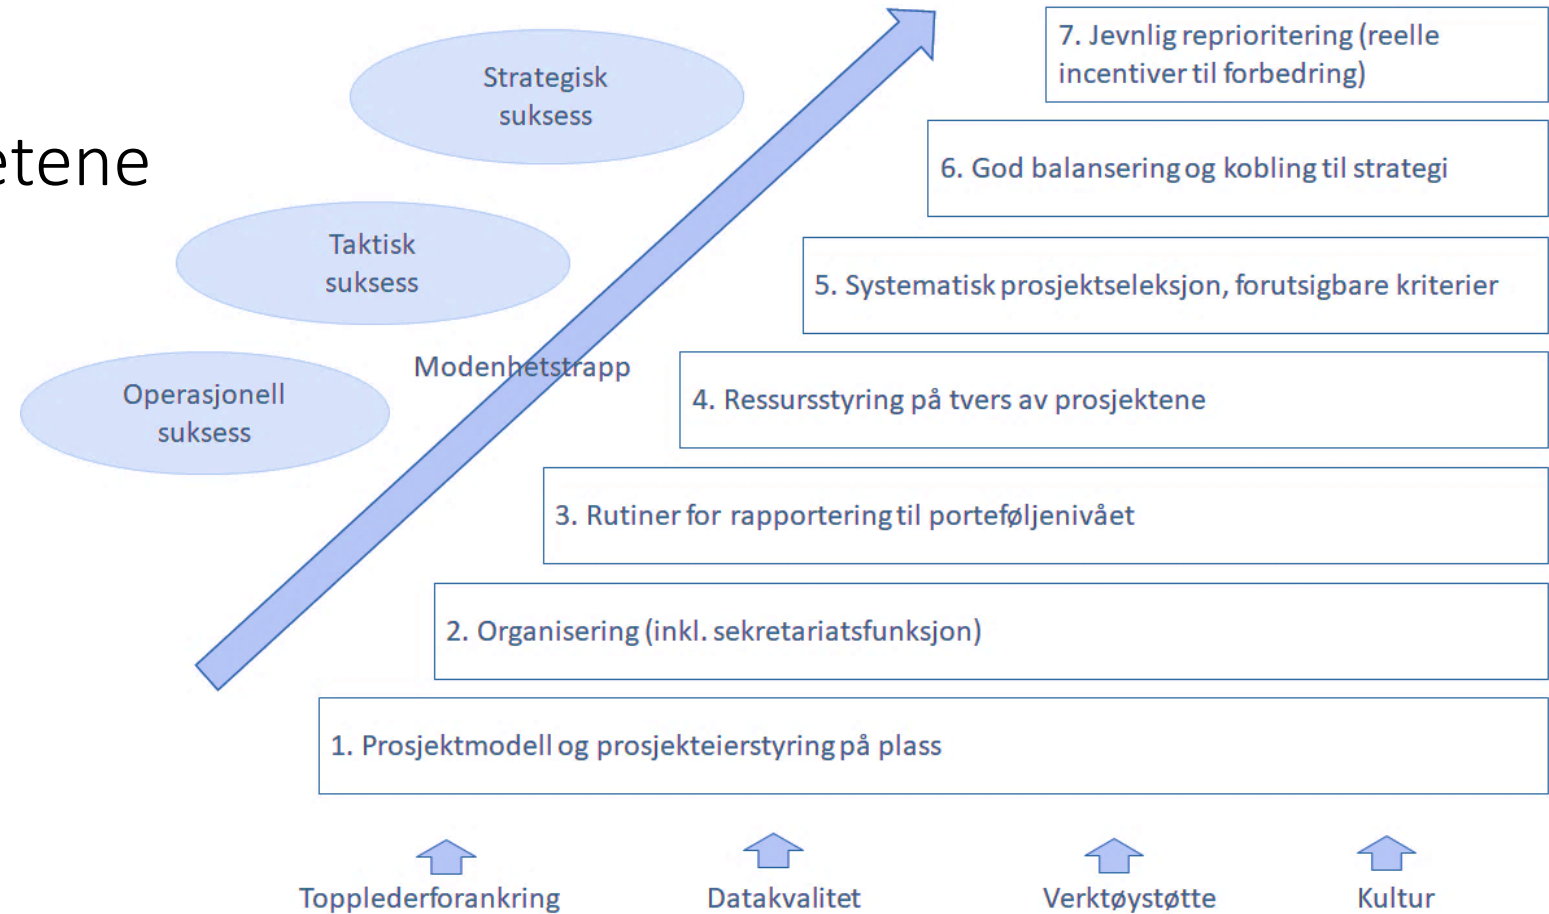 etene
Strategisk
suksess
Taktisk
suksess
Operasjonell
suksess
Modenhetstrapp
7. Jevnlig reprioritering (reelle
incentiver til forbedring)
6. God balansering og kobling til strategi
5. Systematisk prosjektseleksjon, forutsigbare kriterier
4. Ressursstyring på tvers av prosjektene
3. Rutiner for rapportering til porteføljenivået
2. Organisering (inkl. sekretariatsfunksjon)
1. Prosjektmodell og prosjekteierstyring på plass
Topplederforankring
Datakvalitet
Verktøystøtte
Kultur